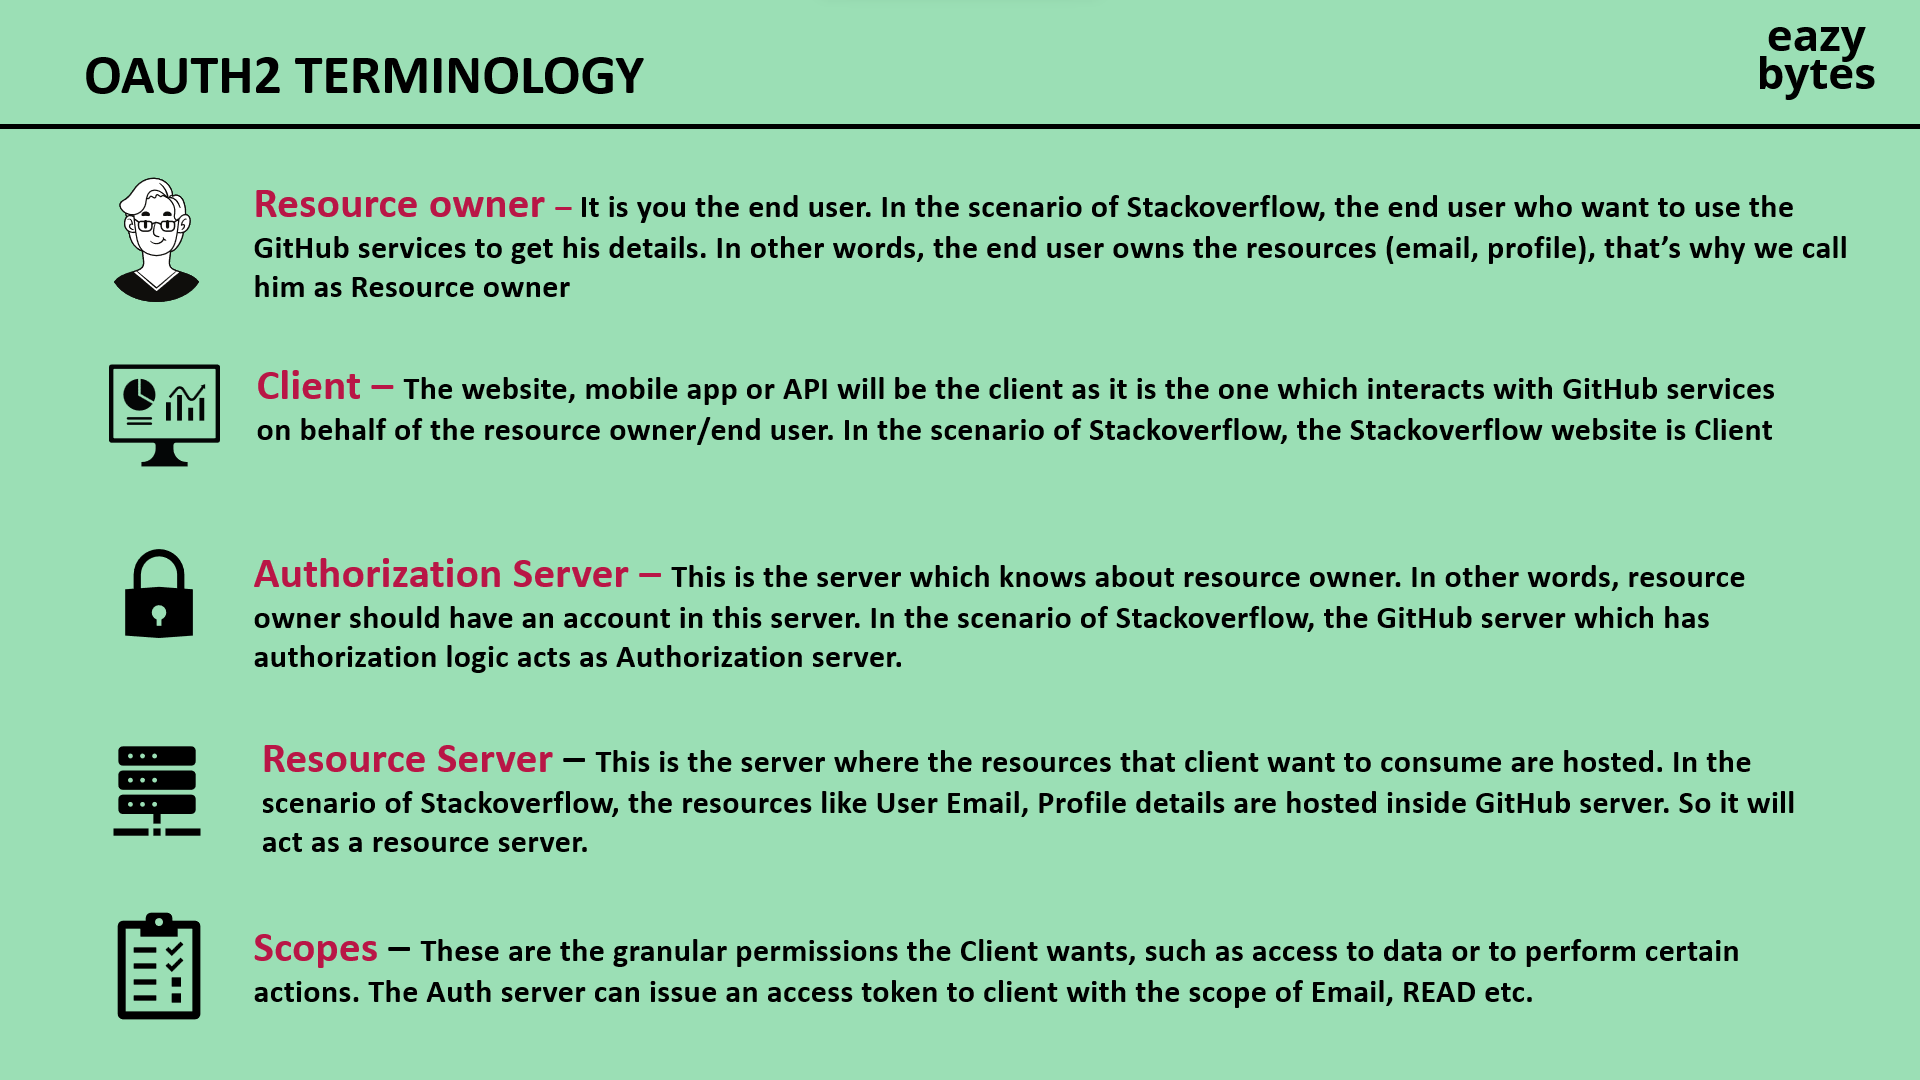 eazy
bytes
OAUTH2 TERMINOLOGY
Resource owner – It is you the end user. In the scenario of Stackoverflow, the end user who want to use the
GitHub services to get his details. In other words, the end user owns the resources (email, profile), that’s why we call
him as Resource owner
Client – The website, mobile app or API will be the client as it is the one which interacts with GitHub services
on behalf of the resource owner/end user. In the scenario of Stackoverflow, the Stackoverflow website is Client
Authorization Server – This is the server which knows about resource owner. In other words, resource
owner should have an account in this server. In the scenario of Stackoverflow, the GitHub server which has
authorization logic acts as Authorization server.
Resource Server – This is the server where the resources that client want to consume are hosted. In the
scenario of Stackoverflow, the resources like User Email, Profile details are hosted inside GitHub server. So it will
act as a resource server.
Scopes – These are the granular permissions the Client wants, such as access to data or to perform certain
actions. The Auth server can issue an access token to client with the scope of Email, READ etc.